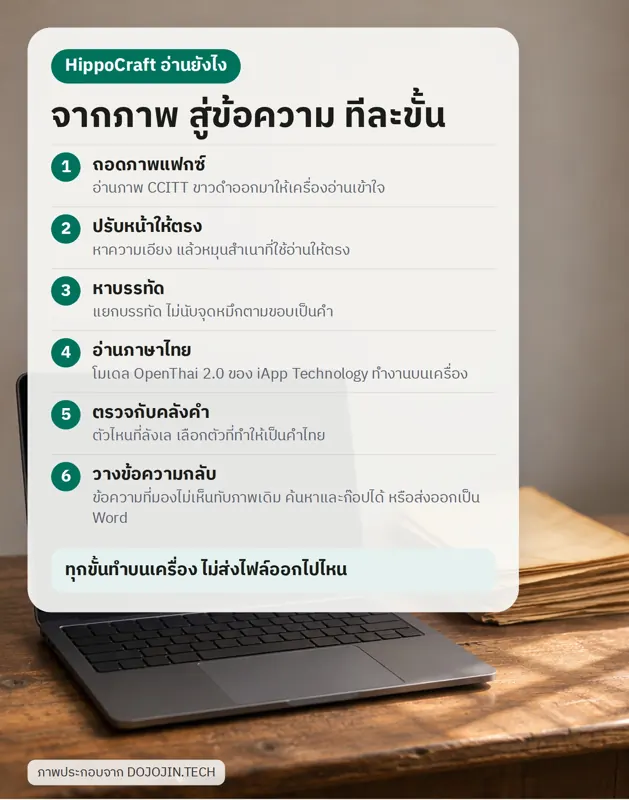 HippoCraft อ่านยังไง
จากภาพ สู่ข้อความ ทีละขั้น
1 ถอดภาพแฟกซ์
อ่านภาพ CCITT ขาวดำออกมาให้เครื่องอ่านเข้าใจ
2 ปรับหน้าให้ตรง
หาความเอียง แล้วหมุนสำเนาที่ใช้อ่านให้ตรง
3 หาบรรทัด
แยกบรรทัด ไม่นับจุดหมึกตามขอบเป็นคำ
4 อ่านภาษาไทย
โมเดล OpenThai 2.0 ของ iApp Technology ทำงานบนเครื่อง
5 ตรวจกับคลังคำ
ตัวไหนที่ลังเล เลือกตัวที่ทำให้เป็นคำไทย
6 วางข้อความกลับ
ข้อความที่มองไม่เห็นทับภาพเดิม ค้นหาและก๊อปได้ หรือส่งออกเป็น
Word
ทุกขั้นทำบนเครื่อง ไม่ส่งไฟล์ออกไปไหน
ภาพประกอบจาก DOJOJIN.TECH